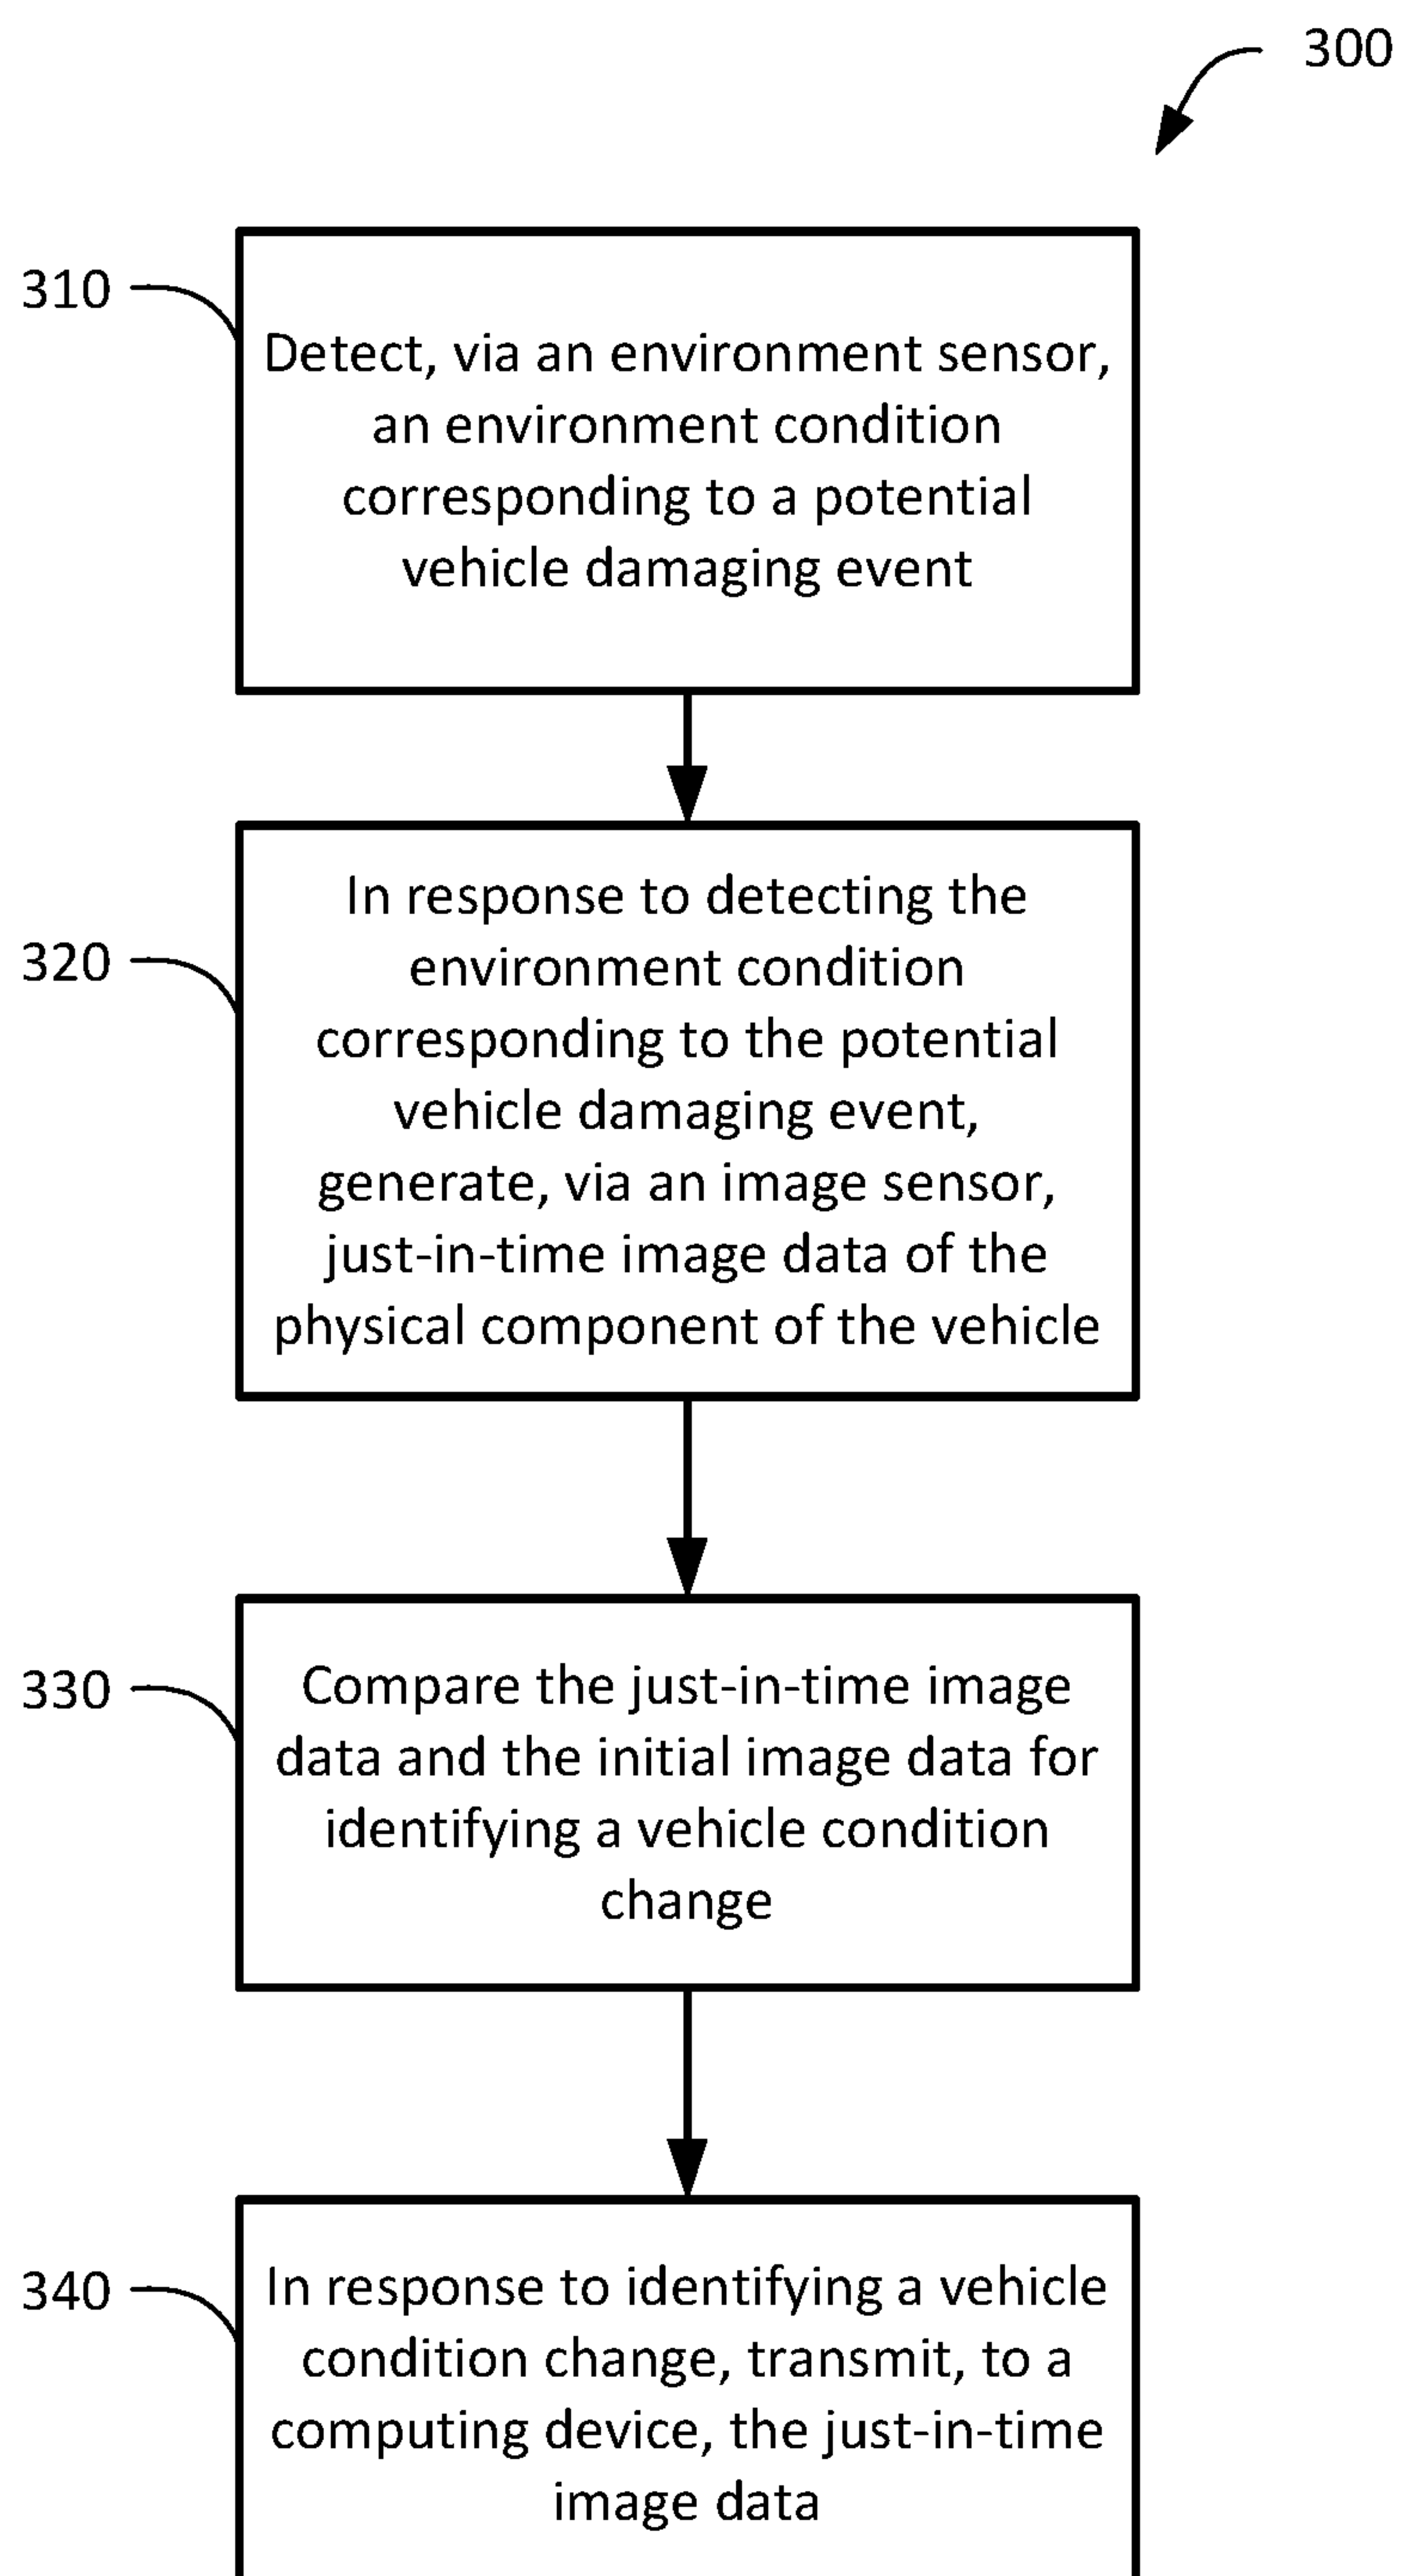 300
310
Detect, via an environment sensor,
an environment condition
corresponding to a potential
vehicle damaging event
320
In response to detecting the
environment condition
corresponding to the potential
vehicle damaging event,
generate, via an image sensor,
just-in-time image data of the
physical component of the vehicle
330
Compare the just-in-time image
data and the initial image data for
identifying a vehicle condition
change
340
In response to identifying a vehicle
condition change, transmit, to a
computing device, the just-in-time
image data